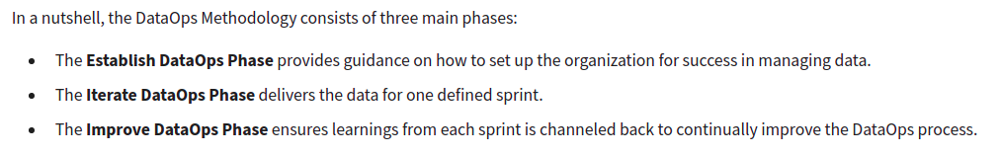 In a nutshell, the DataOps Methodology consists of three main phases:
• The Establish DataOps Phase provides guidance on how to set up the organization for success in managing data.
• The Iterate DataOps Phase delivers the data for one defined sprint.
• The Improve DataOps Phase ensures learnings from each sprint is channeled back to continually improve the DataOps process.